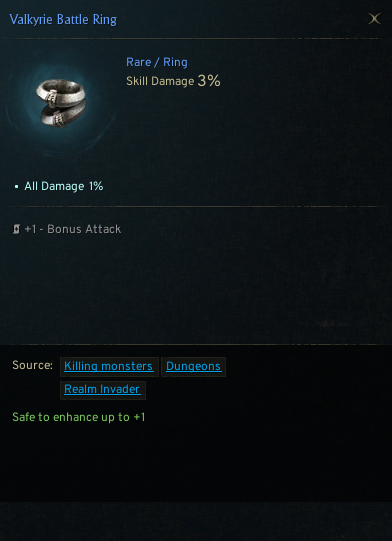 Valkyrie Battle Ring
Rare / Ring
Skill Damage 3%
• All Damage 1%
+1 - Bonus Attack
Source: Killing monsters Dungeons
Realm Invader
Safe to enhance up to +1